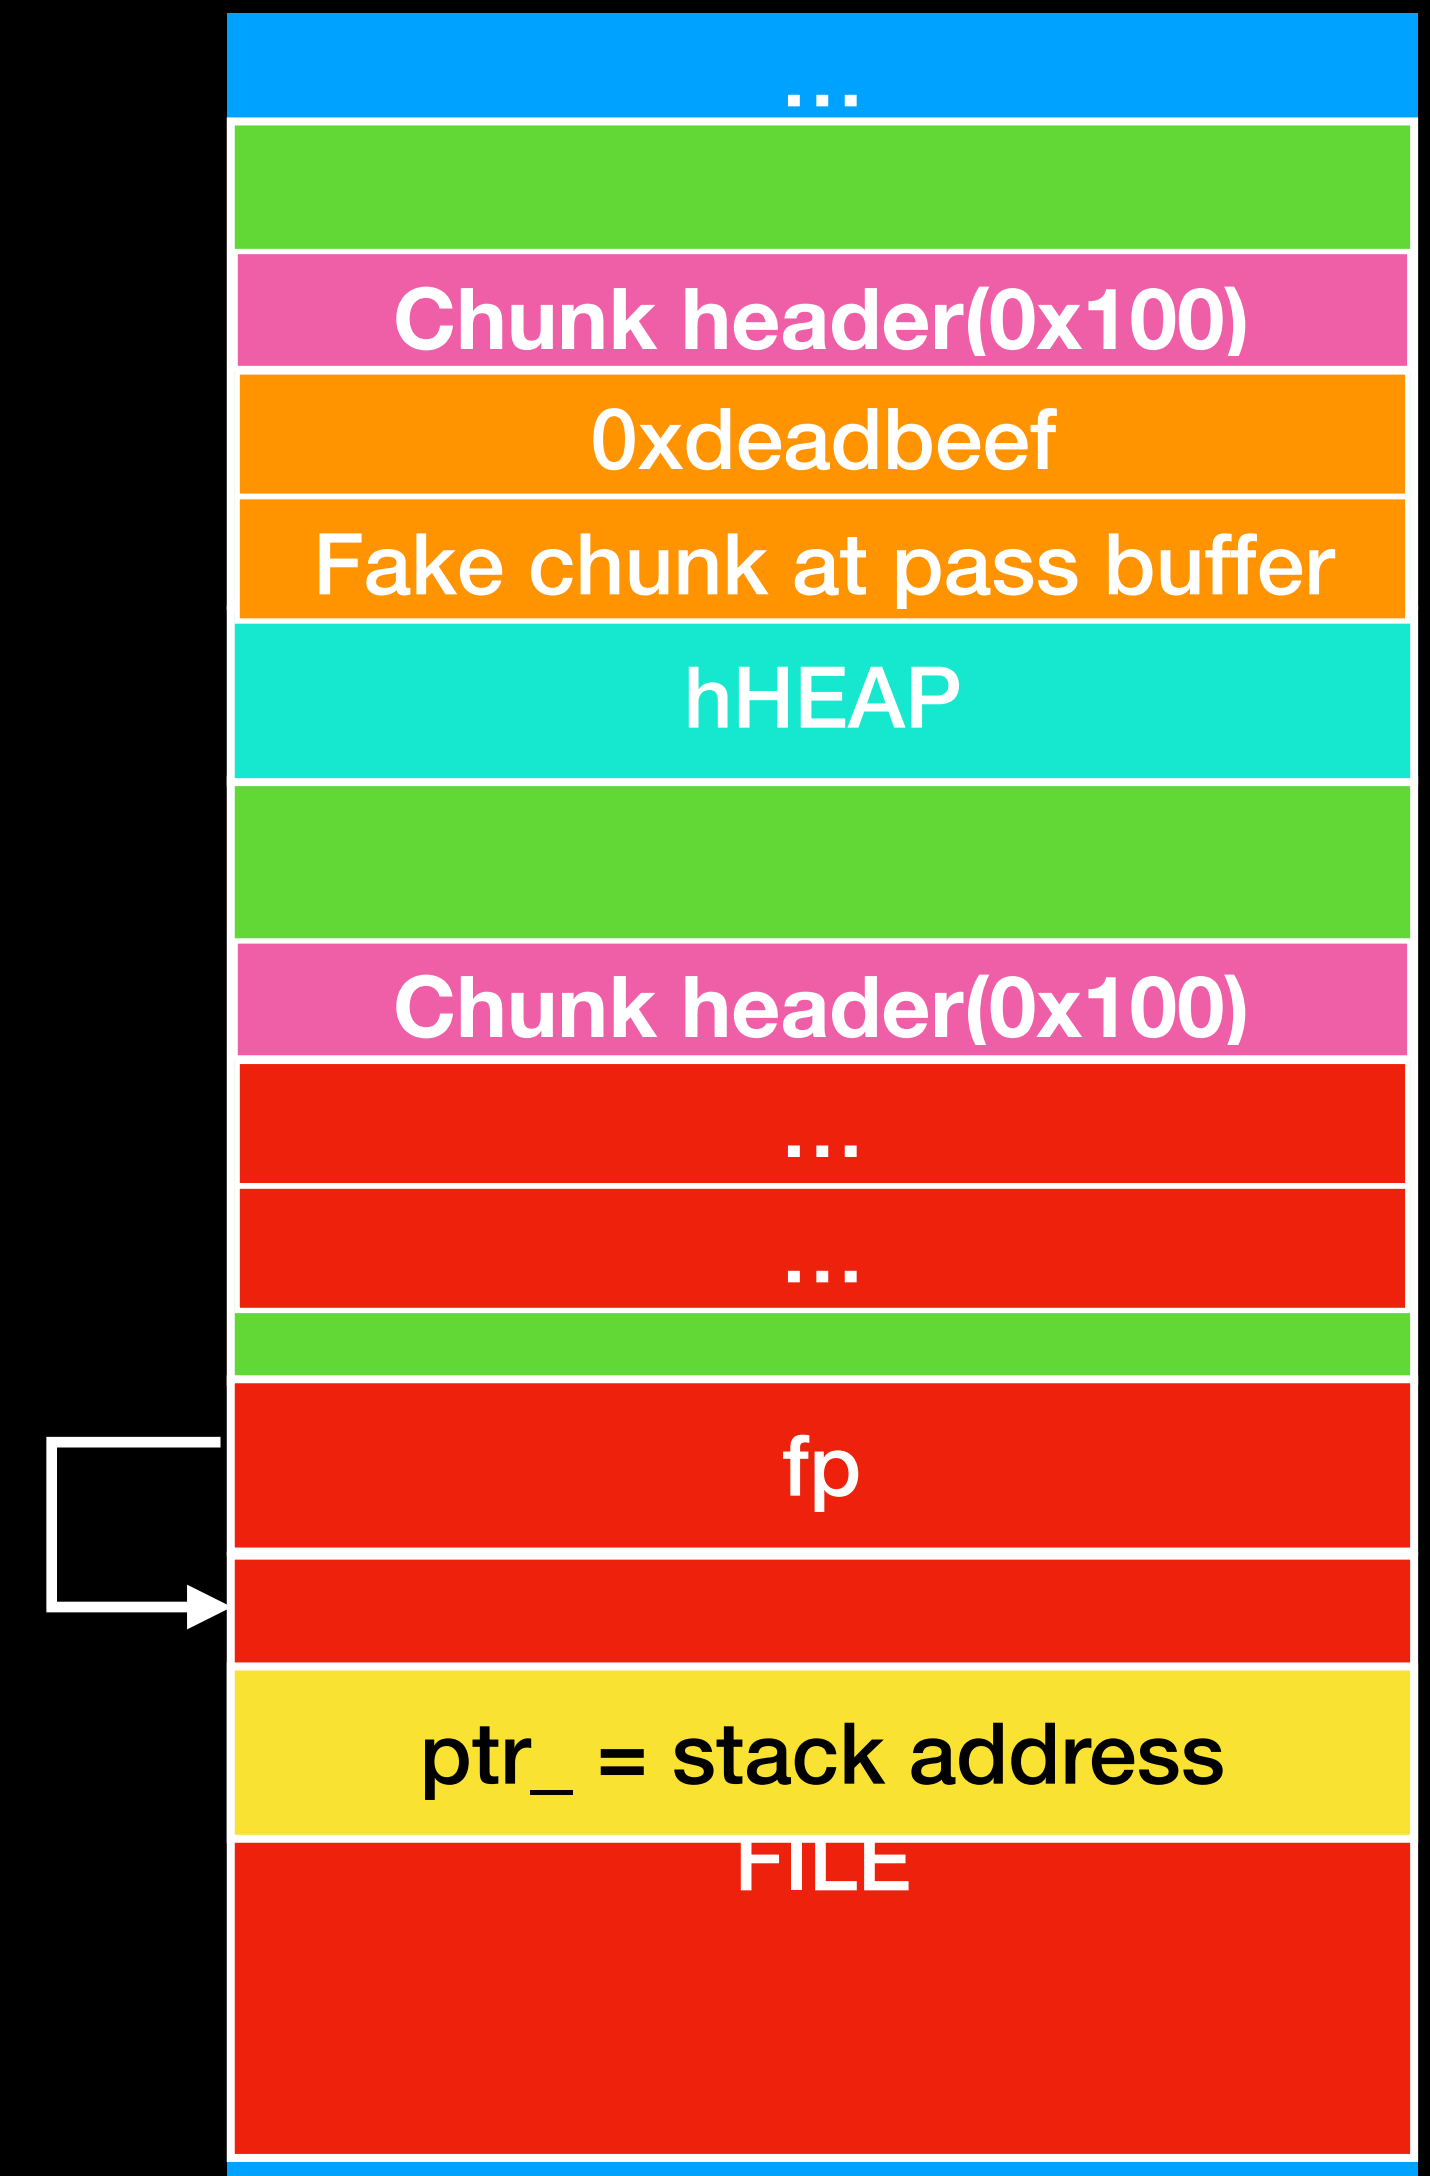 ...
Chunk header(0x100)
0xdeadbeef
Fake chunk at pass buffer
hHEAP
Chunk header(0x100)
...
...
fp
ptr_ = stack address
FILE